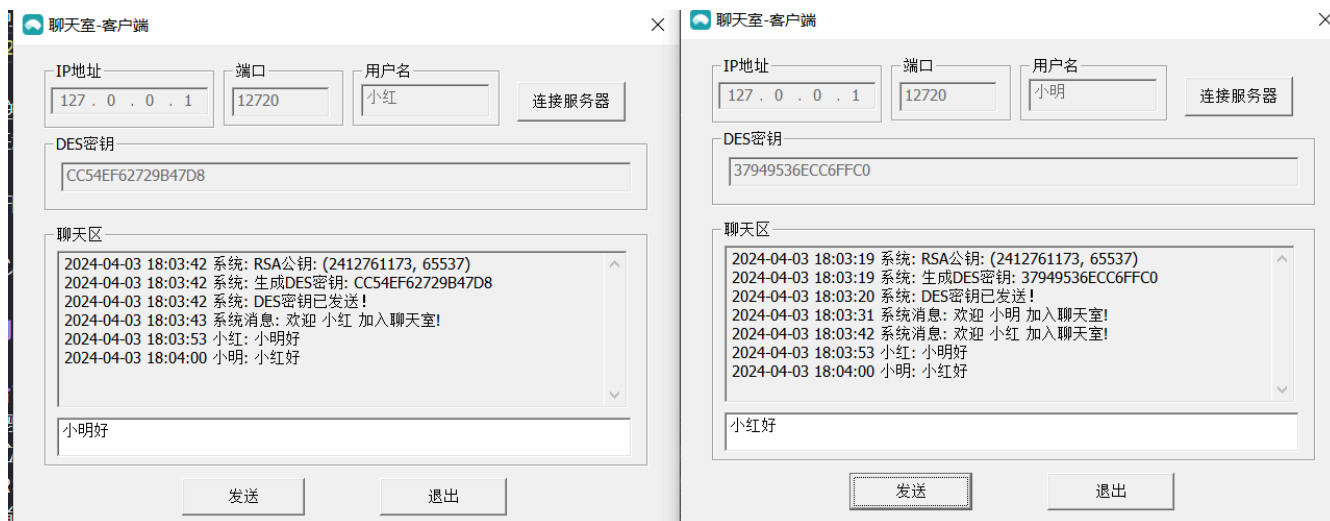 聊天室-客户端
IP地址
端口
用户名
127 . 0 . 0 . 1
12720
小红
连接服务器
DES密钥
CC54EF62729B47D8
聊天区
2024-04-03 18:03:42 系统: RSA公钥: (2412761173, 65537)
2024-04-03 18:03:42 系统: 生成DES密钥: CC54EF62729B47D8
2024-04-03 18:03:42 系统: DES密钥已发送!
2024-04-03 18:03:43 系统消息: 欢迎 小红 加入聊天室!
2024-04-03 18:03:53 小红: 小明好
2024-04-03 18:04:00 小明: 小红好
小明好
发送
退出
聊天室-客户端
IP地址
端口
用户名
127 . 0 . 0 . 1
12720
小明
连接服务器
DES密钥
37949536ECC6FFC0
聊天区
2024-04-03 18:03:19 系统: RSA公钥: (2412761173, 65537)
2024-04-03 18:03:19 系统: 生成DES密钥: 37949536ECC6FFC0
2024-04-03 18:03:20 系统: DES密钥已发送!
2024-04-03 18:03:31 系统消息: 欢迎 小明 加入聊天室!
2024-04-03 18:03:42 系统消息: 欢迎 小红 加入聊天室!
2024-04-03 18:03:53 小红: 小明好
2024-04-03 18:04:00 小明: 小红好
小红好
发送
退出